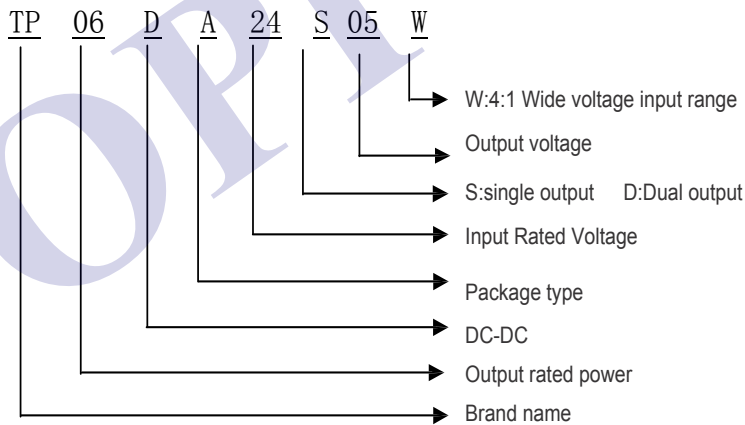 TP 06 D A 24 S 05 W
W:4:1 Wide voltage input range
Output voltage
S:single output D:Dual output
Input Rated Voltage
Package type
DC-DC
Output rated power
Brand name